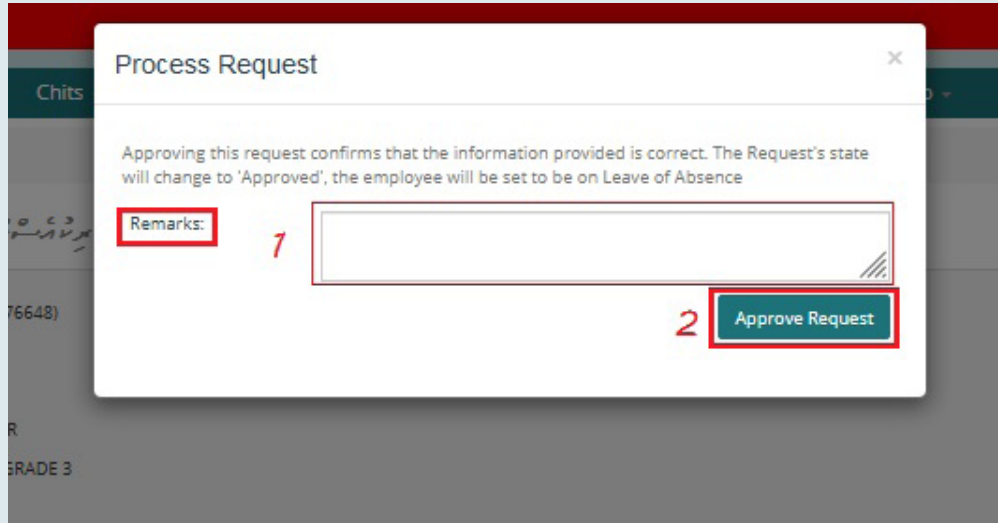 Process Request
×
Chits
Approving this request confirms that the information provided is correct. The Request's state
will change to 'Approved', the employee will be set to be on Leave of Absence
Remarks:
1
2
Approve Request
76648)
R
GRADE 3